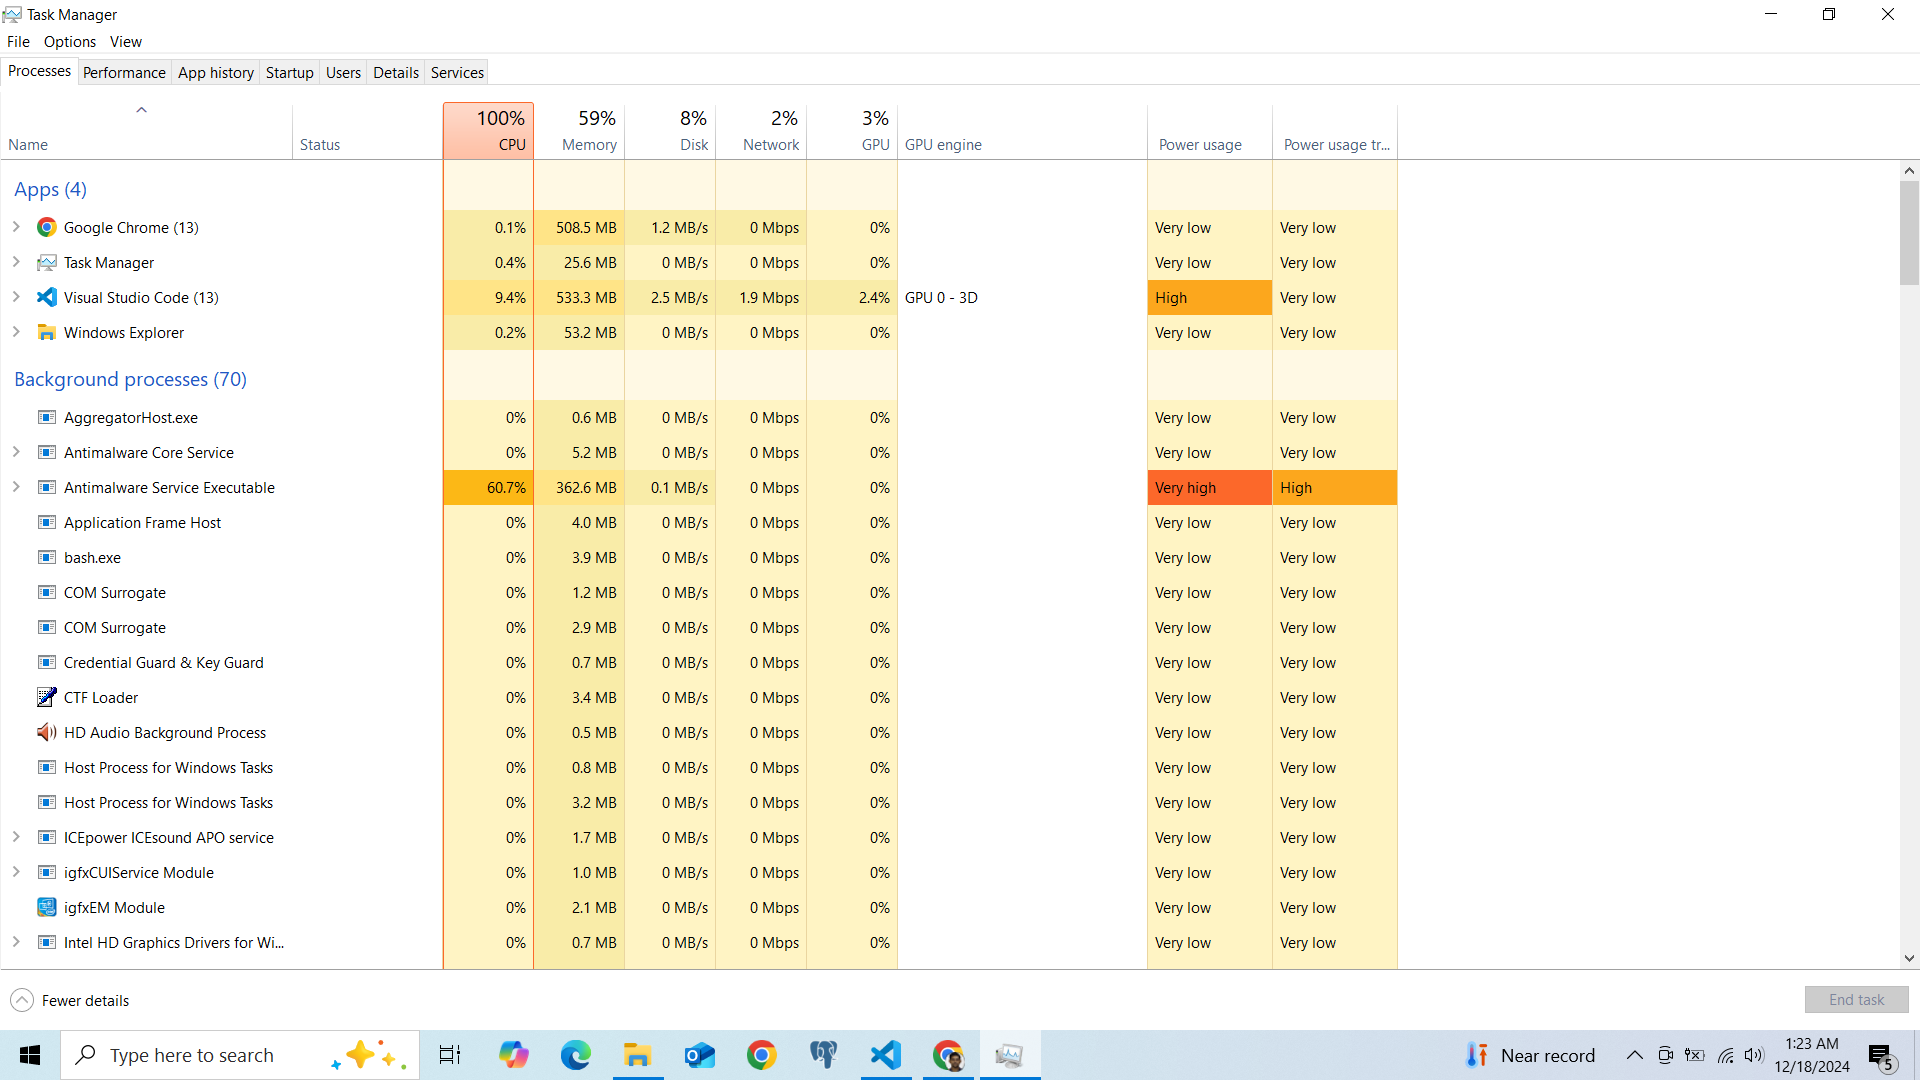 Task Manager
File Options View
Processes Performance App history Startup Users Details Services
100% 59% 8% 2% 3%
Name Status CPU Memory Disk Network GPU GPU engine Power usage Power usage tr...
Apps (4)
Google Chrome (13) 0.1% 508.5 MB 1.2 MB/s 0 Mbps 0% Very low Very low
Task Manager 0.4% 25.6 MB 0 MB/s 0 Mbps 0% Very low Very low
Visual Studio Code (13) 9.4% 533.3 MB 2.5 MB/s 1.9 Mbps 2.4% GPU 0 - 3D High Very low
Windows Explorer 0.2% 53.2 MB 0 MB/s 0 Mbps 0% Very low Very low
Background processes (70)
AggregatorHost.exe 0% 0.6 MB 0 MB/s 0 Mbps 0% Very low Very low
Antimalware Core Service 0% 5.2 MB 0 MB/s 0 Mbps 0% Very low Very low
Antimalware Service Executable 60.7% 362.6 MB 0.1 MB/s 0 Mbps 0% Very high High
Application Frame Host 0% 4.0 MB 0 MB/s 0 Mbps 0% Very low Very low
bash.exe 0% 3.9 MB 0 MB/s 0 Mbps 0% Very low Very low
COM Surrogate 0% 1.2 MB 0 MB/s 0 Mbps 0% Very low Very low
COM Surrogate 0% 2.9 MB 0 MB/s 0 Mbps 0% Very low Very low
Credential Guard & Key Guard 0% 0.7 MB 0 MB/s 0 Mbps 0% Very low Very low
CTF Loader 0% 3.4 MB 0 MB/s 0 Mbps 0% Very low Very low
HD Audio Background Process 0% 0.5 MB 0 MB/s 0 Mbps 0% Very low Very low
Host Process for Windows Tasks 0% 0.8 MB 0 MB/s 0 Mbps 0% Very low Very low
Host Process for Windows Tasks 0% 3.2 MB 0 MB/s 0 Mbps 0% Very low Very low
ICEpower ICEsound APO service 0% 1.7 MB 0 MB/s 0 Mbps 0% Very low Very low
igfxCUIService Module 0% 1.0 MB 0 MB/s 0 Mbps 0% Very low Very low
igfxEM Module 0% 2.1 MB 0 MB/s 0 Mbps 0% Very low Very low
Intel HD Graphics Drivers for Wi... 0% 0.7 MB 0 MB/s 0 Mbps 0% Very low Very low
Fewer details End task
Type here to search Near record 1:23 AM
12/18/2024 5